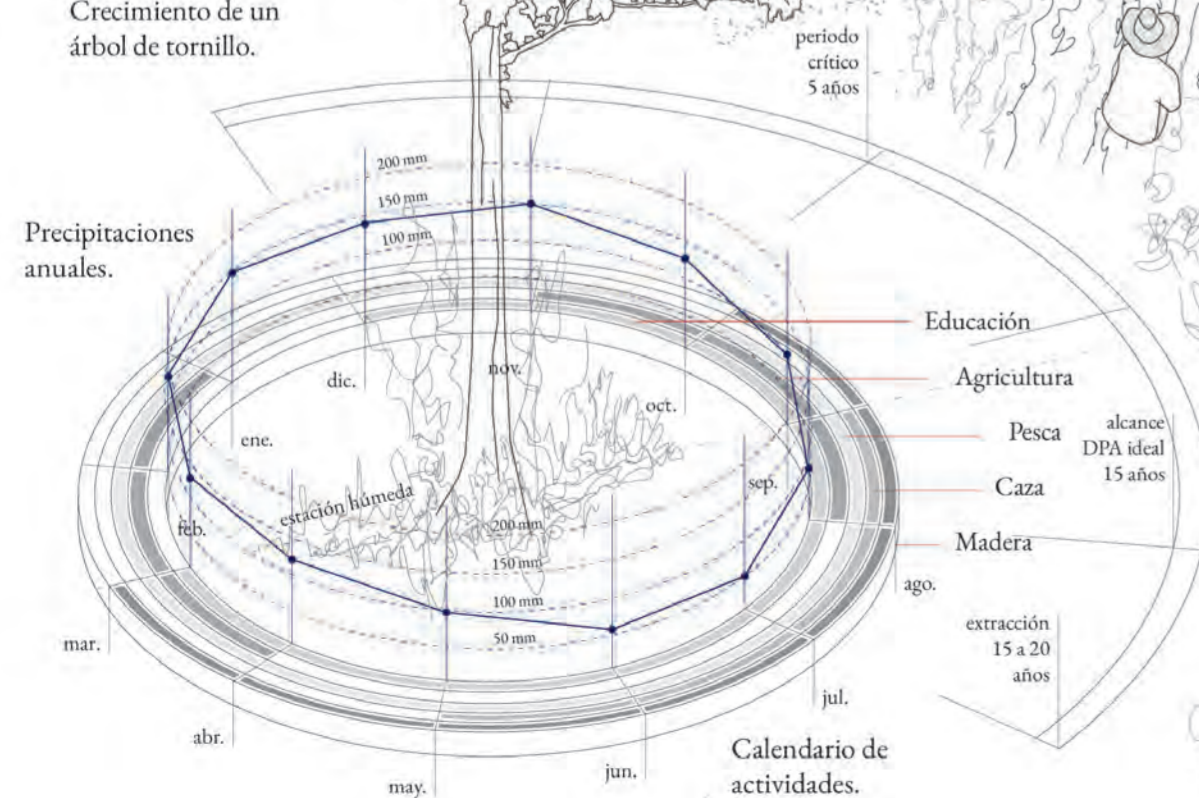 Crecimiento de un
árbol de tornillo.
periodo
crítico
5 años
Precipitaciones
anuales.
200 mm
150 mm
100 mm
dic.
nov.
oct.
ene.
sep.
feb.
estación húmeda
200 mm
150 mm
100 mm
50 mm
Educación
Agricultura
Pesca
Caza
Madera
alcance
DPA ideal
15 años
ago.
extracción
15 a 20
años
mar.
abr.
may.
jun.
jul.
Calendario de
actividades.